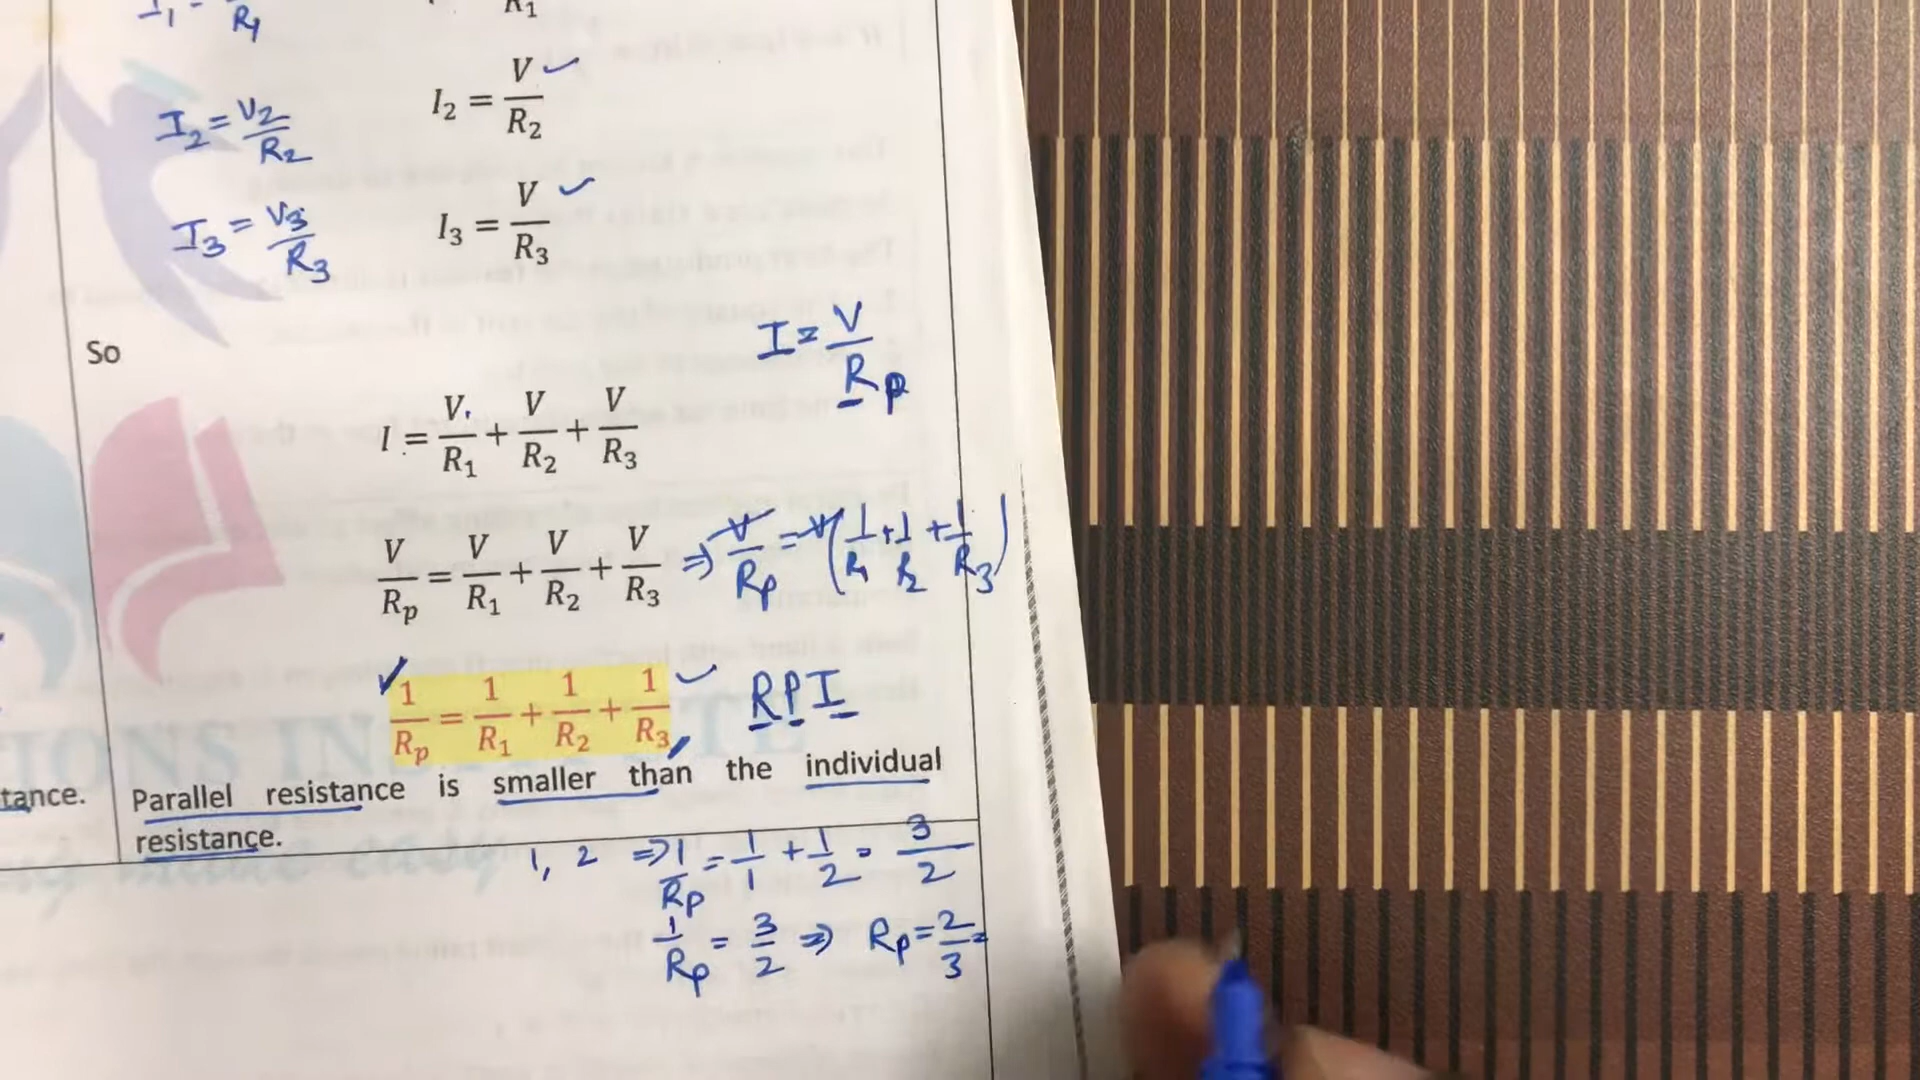 I₁ = / R₁
R₁
I₂ = V₂/R₂
I₂ = V/R₂
I₃ = V₃/R₃
I₃ = V/R₃
So
I = V/Rp
I = V/R₁ + V/R₂ + V/R₃
V/Rp = V/R₁ + V/R₂ + V/R₃ ⇒ V/Rp = V(1/R₁ + 1/R₂ + 1/R₃)
1/Rp = 1/R₁ + 1/R₂ + 1/R₃ RPI
tance. Parallel resistance is smaller than the individual
resistance.
1, 2 ⇒ 1/Rp = 1/1 + 1/2 = 3/2
1/Rp = 3/2 ⇒ Rp = 2/3 =